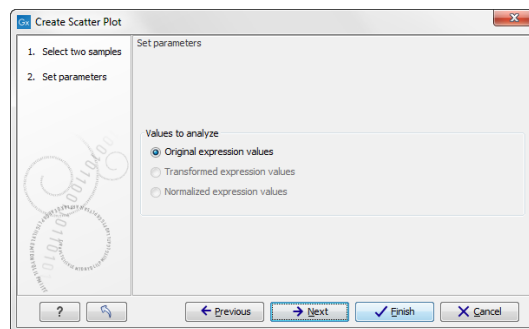 Gx Create Scatter Plot
1. Select two samples
2. Set parameters
Set parameters
Values to analyze
Original expression values
Transformed expression values
Normalized expression values
? Previous Next Finish Cancel